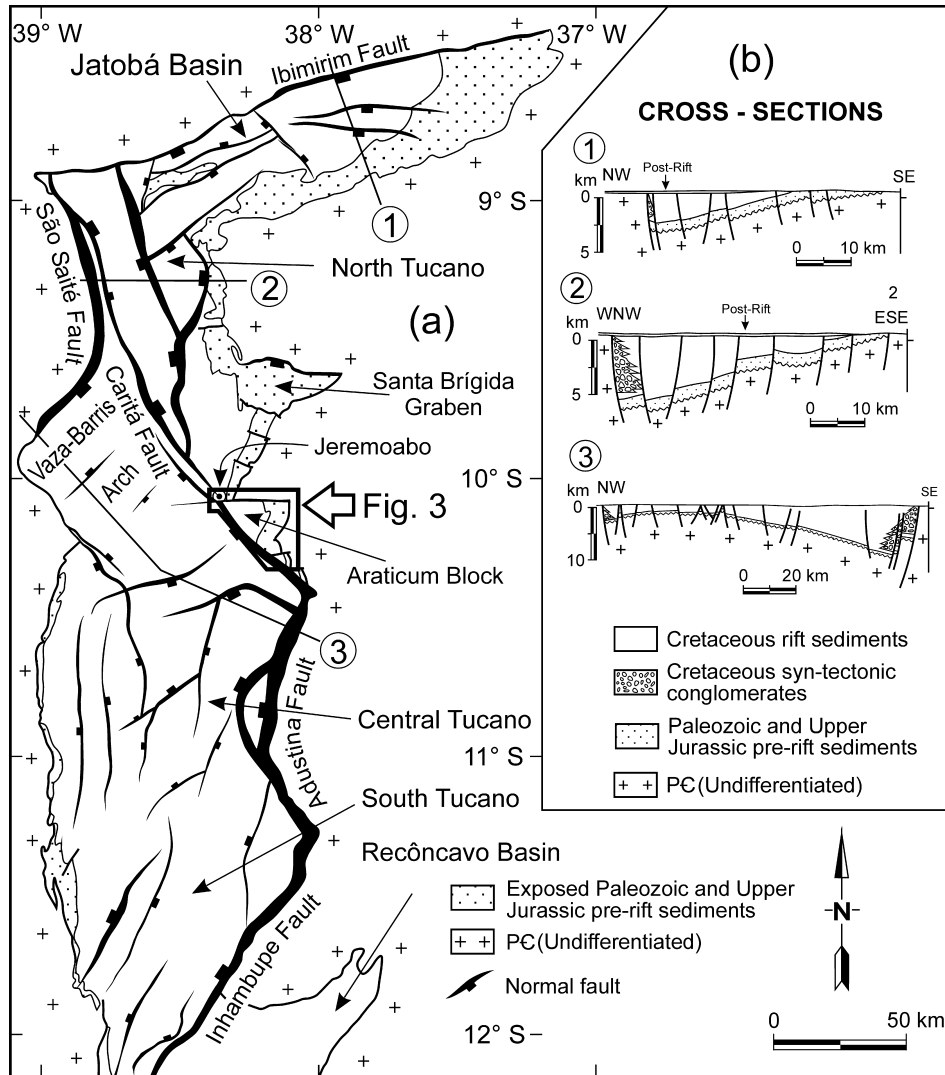 39° W
38° W
37° W
Ibimirim Fault
Jatobá Basin
9° S
1
North Tucano
São Saité Fault
2
(a)
Santa Brígida
Graben
Caritá Fault
Vaza-Barris
Arch
Jeremoabo
10° S
Fig. 3
Araticum Block
3
Central Tucano
Adustina Fault
11° S
South Tucano
Recôncavo Basin
Inhambupe Fault
12° S
Exposed Paleozoic and Upper
Jurassic pre-rift sediments
+ + PЄ(Undifferentiated)
Normal fault
N
0 50 km
(b)
CROSS - SECTIONS
1
NW
Post-Rift
SE
km
0
5
0 10 km
2
WNW
Post-Rift
2
ESE
km
0
5
0 10 km
3
NW
SE
km
0
10
0 20 km
Cretaceous rift sediments
Cretaceous syn-tectonic
conglomerates
Paleozoic and Upper
Jurassic pre-rift sediments
+ + PЄ(Undifferentiated)